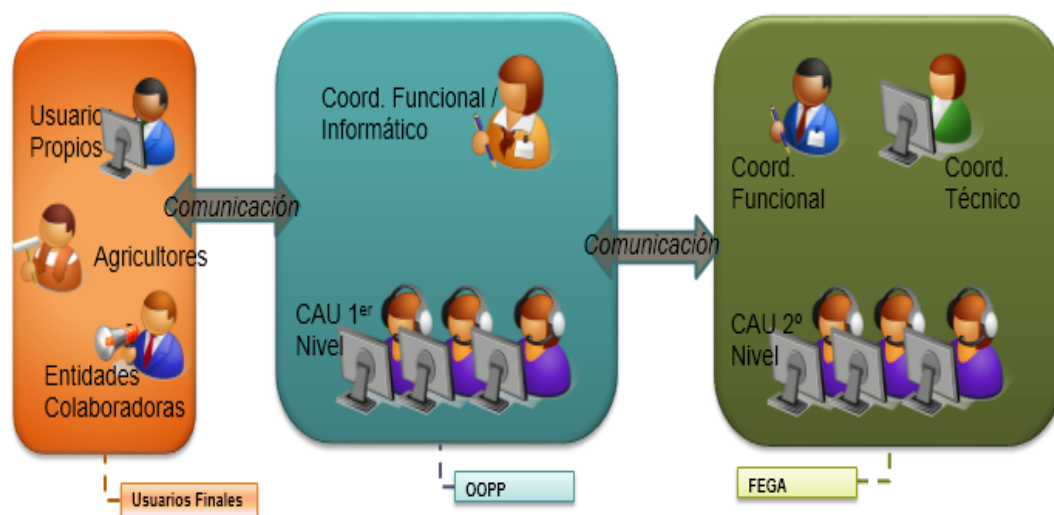 Usuario
Propios
Comunicación
Agricultores
Entidades
Colaboradoras
Usuarios Finales
Coord. Funcional /
Informático
CAU 1er
Nivel
OOPP
Comunicación
Coord.
Funcional
Coord.
Técnico
CAU 2º
Nivel
FEGA